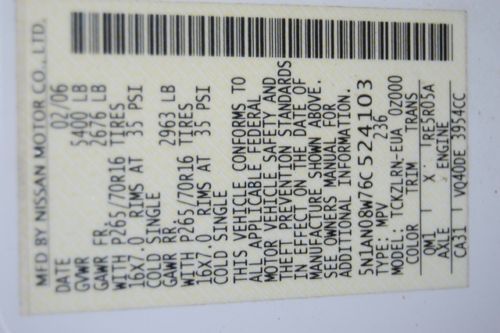 MFD BY NISSAN MOTOR CO., LTD.
DATE 02/06
GVWR 5400 LB
GAWR FR. 2676 LB
WITH P265/70R16 TIRES
16X7.0 RIMS AT 35 PSI
COLD SINGLE
GAWR RR. 2963 LB
WITH P265/70R16 TIRES
16X7.0 RIMS AT 35 PSI
COLD SINGLE
THIS VEHICLE CONFORMS TO
ALL APPLICABLE FEDERAL
MOTOR VEHICLE SAFETY AND
THEFT PREVENTION STANDARDS
IN EFFECT ON THE DATE OF
MANUFACTURE SHOWN ABOVE.
SEE OWNERS MANUAL FOR
ADDITIONAL INFORMATION.
5N1AN08W76C524103
TYPE: MPV 236
MODEL: TCKZLRN-EUA 0Z000
COLOR TRIM TRANS
QM1 X RE5R05A
AXLE ENGINE
CA31 VQ40DE 3954CC